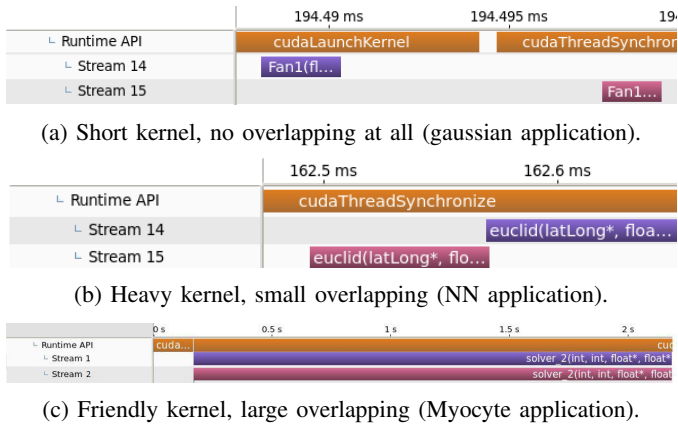 194.49 ms 194.495 ms 194
Runtime API cudaLaunchKernel cudaThreadSynchror
Stream 14 Fan1(fl...
Stream 15 Fan1...
(a) Short kernel, no overlapping at all (gaussian application).
162.5 ms 162.6 ms
Runtime API cudaThreadSynchronize
Stream 14 euclid(latLong*, floa...
Stream 15 euclid(latLong*, flo...
(b) Heavy kernel, small overlapping (NN application).
0 s 0.5 s 1 s 1.5 s 2 s
Runtime API cuda... cud
Stream 1 solver_2(int, int, float*, float*
Stream 2 solver_2(int, int, float*, float
(c) Friendly kernel, large overlapping (Myocyte application).